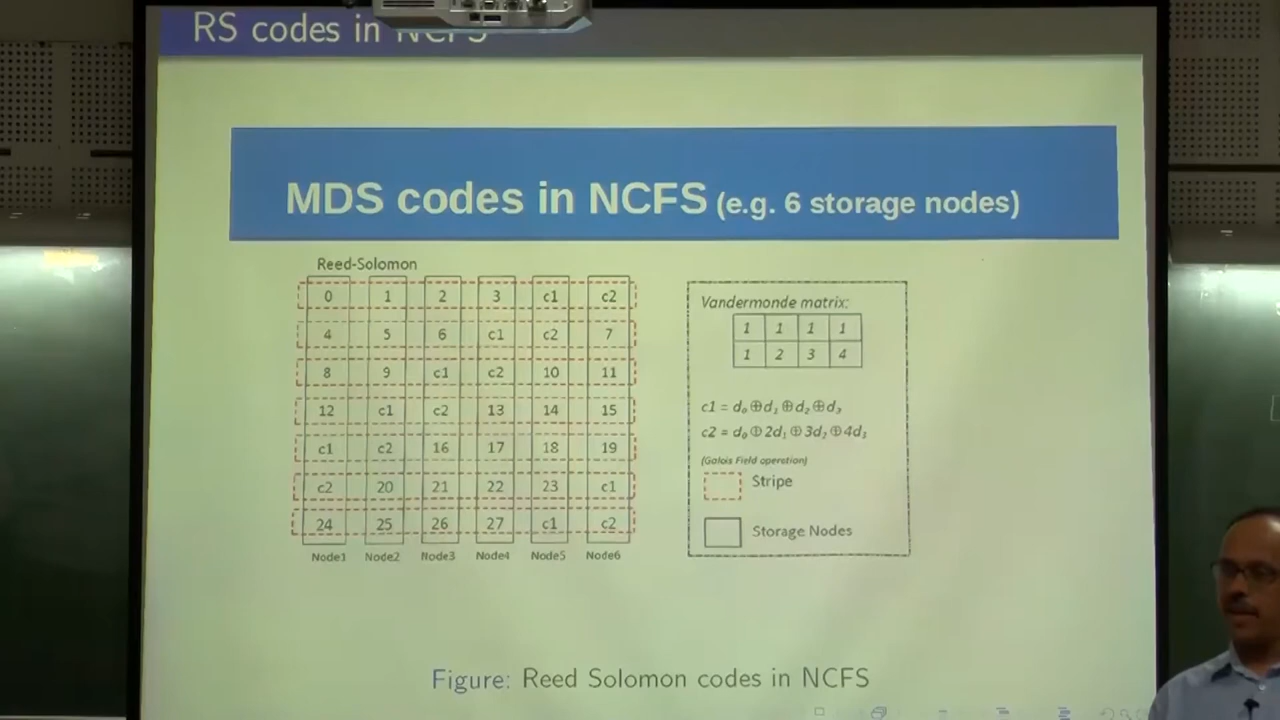 RS codes in NCFS
MDS codes in NCFS (e.g. 6 storage nodes)
Reed-Solomon
0 1 2 3 c1 c2
4 5 6 c1 c2 7
8 9 c1 c2 10 11
12 c1 c2 13 14 15
c1 c2 16 17 18 19
c2 20 21 22 23 c1
24 25 26 27 c1 c2
Node1 Node2 Node3 Node4 Node5 Node6
Vandermonde matrix:
1 1 1 1
1 2 3 4
c1 = d₀⊕d₁⊕d₂⊕d₃
c2 = d₀⊕2d₁⊕3d₂⊕4d₃
(Galois Field operation)
Stripe
Storage Nodes
Figure: Reed Solomon codes in NCFS